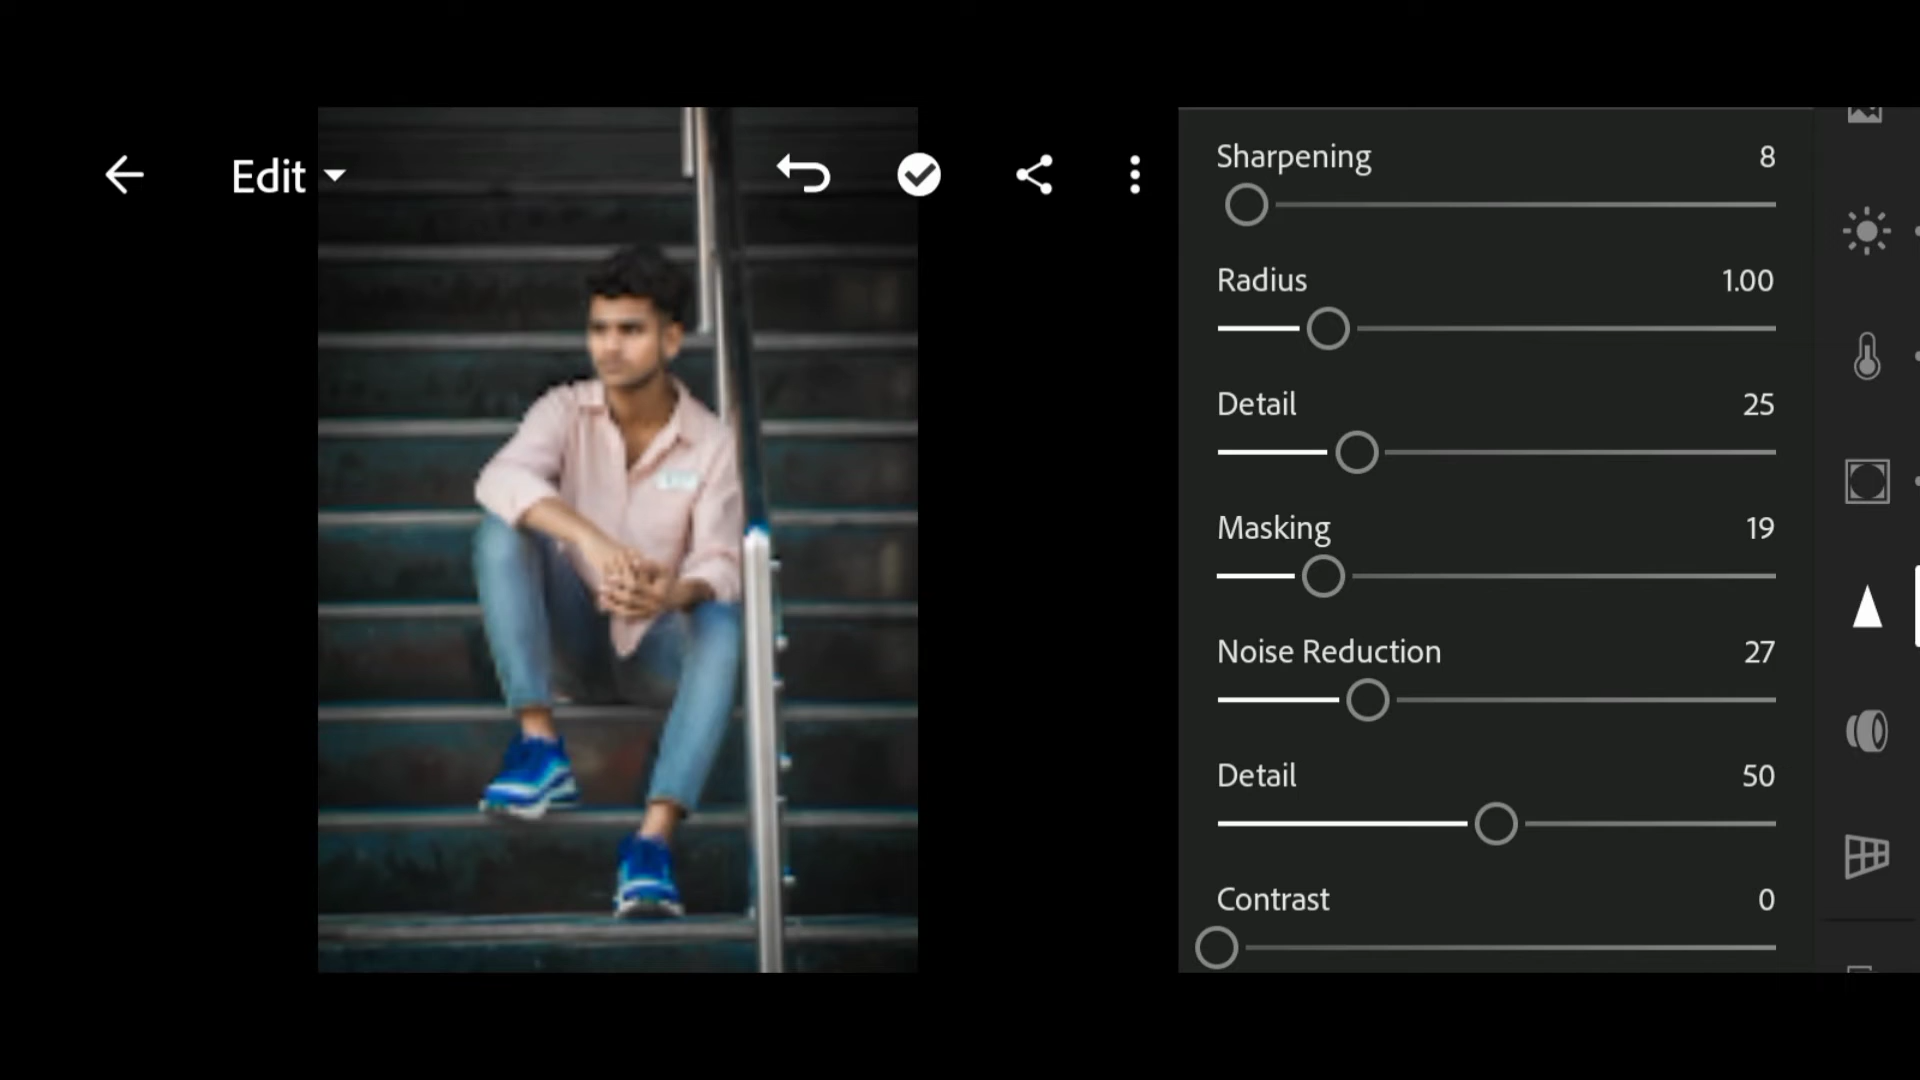 Edit
Sharpening 8
Radius 1.00
Detail 25
Masking 19
Noise Reduction 27
Detail 50
Contrast 0